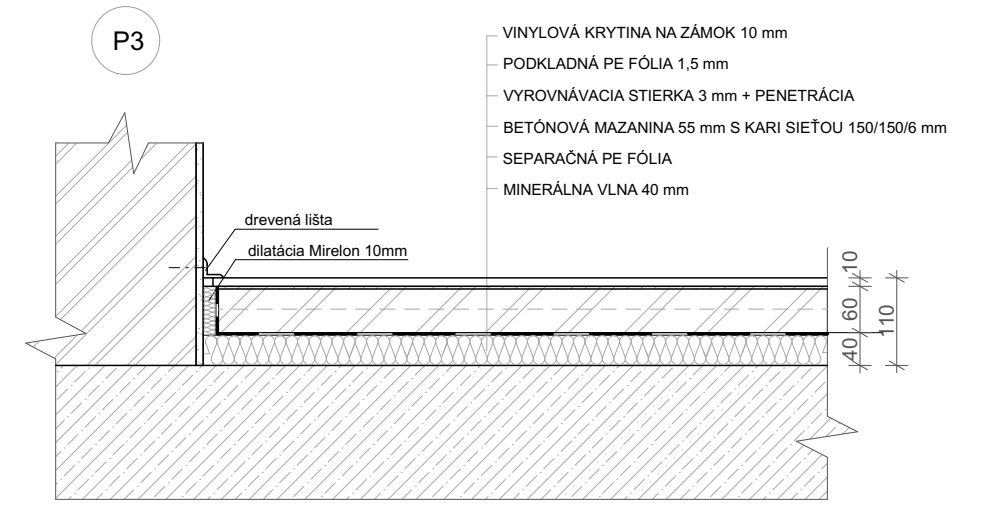 P3
VINYLOVÁ KRYTINA NA ZÁMOK 10 mm
PODKLADNÁ PE FÓLIA 1,5 mm
VYROVNÁVACIA STIERKA 3 mm + PENETRÁCIA
BETÓNOVÁ MAZANINA 55 mm S KARI SIEŤOU 150/150/6 mm
SEPARAČNÁ PE FÓLIA
MINERÁLNA VLNA 40 mm
drevená lišta
dilatácia Mirelon 10mm
10
60
40
110